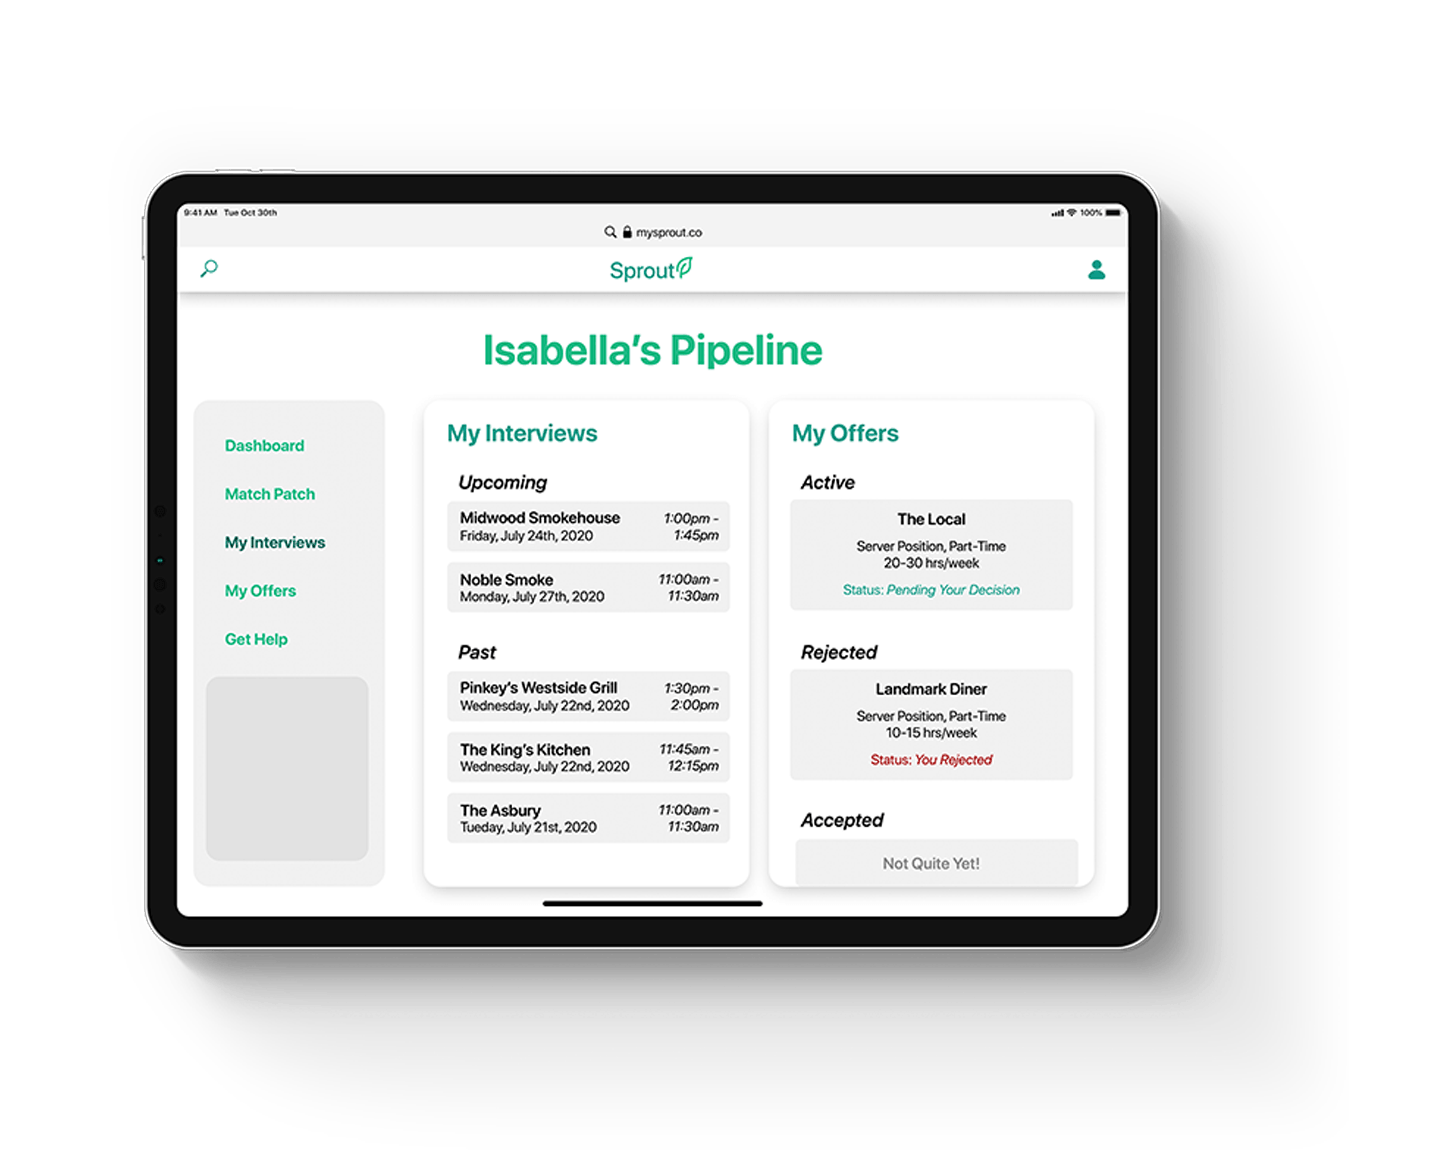 9:41 AM Tue Oct 30th
100%
mysprout.co
Sprout
Isabella's Pipeline
Dashboard
Match Patch
My Interviews
My Offers
Get Help
My Interviews
Upcoming
Midwood Smokehouse
Friday, July 24th, 2020
1:00pm -
1:45pm
Noble Smoke
Monday, July 27th, 2020
11:00am -
11:30am
Past
Pinkey's Westside Grill
Wednesday, July 22nd, 2020
1:30pm -
2:00pm
The King's Kitchen
Wednesday, July 22nd, 2020
11:45am -
12:15pm
The Asbury
Tueday, July 21st, 2020
11:00am -
11:30am
My Offers
Active
The Local
Server Position, Part-Time
20-30 hrs/week
Status: Pending Your Decision
Rejected
Landmark Diner
Server Position, Part-Time
10-15 hrs/week
Status: You Rejected
Accepted
Not Quite Yet!